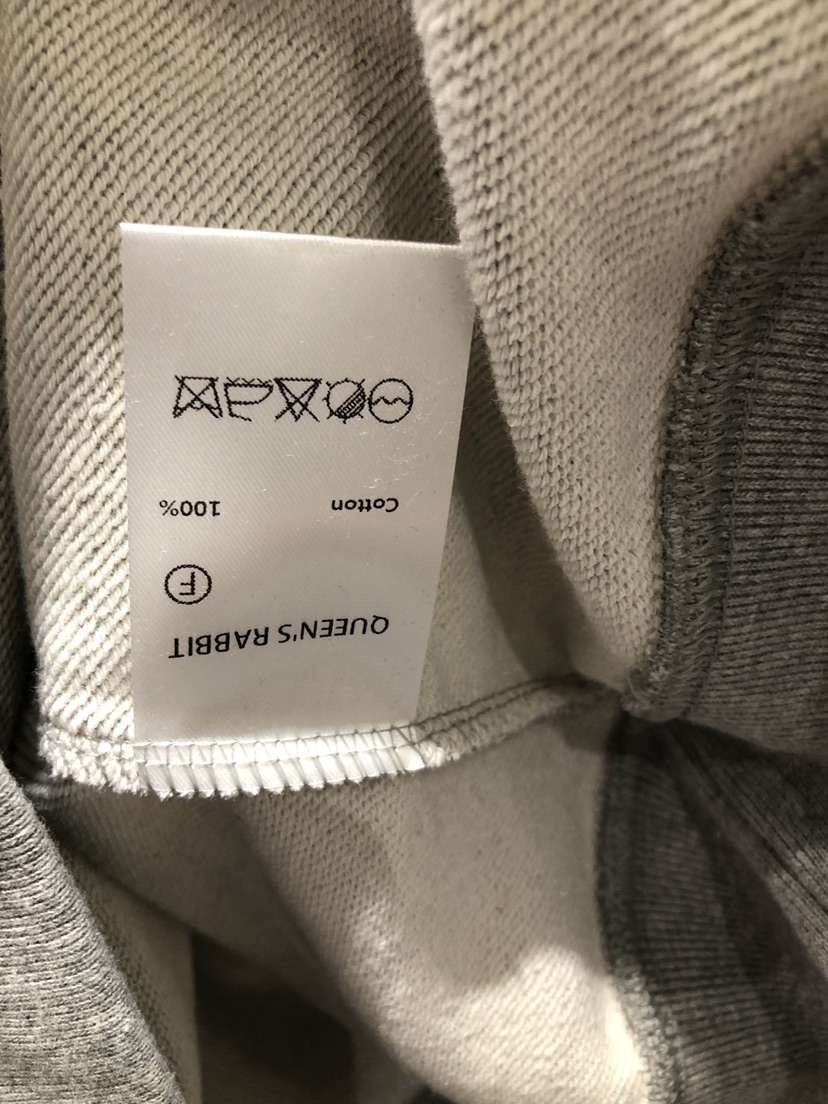 QUEEN'S RABBIT
F
Cotton 100%